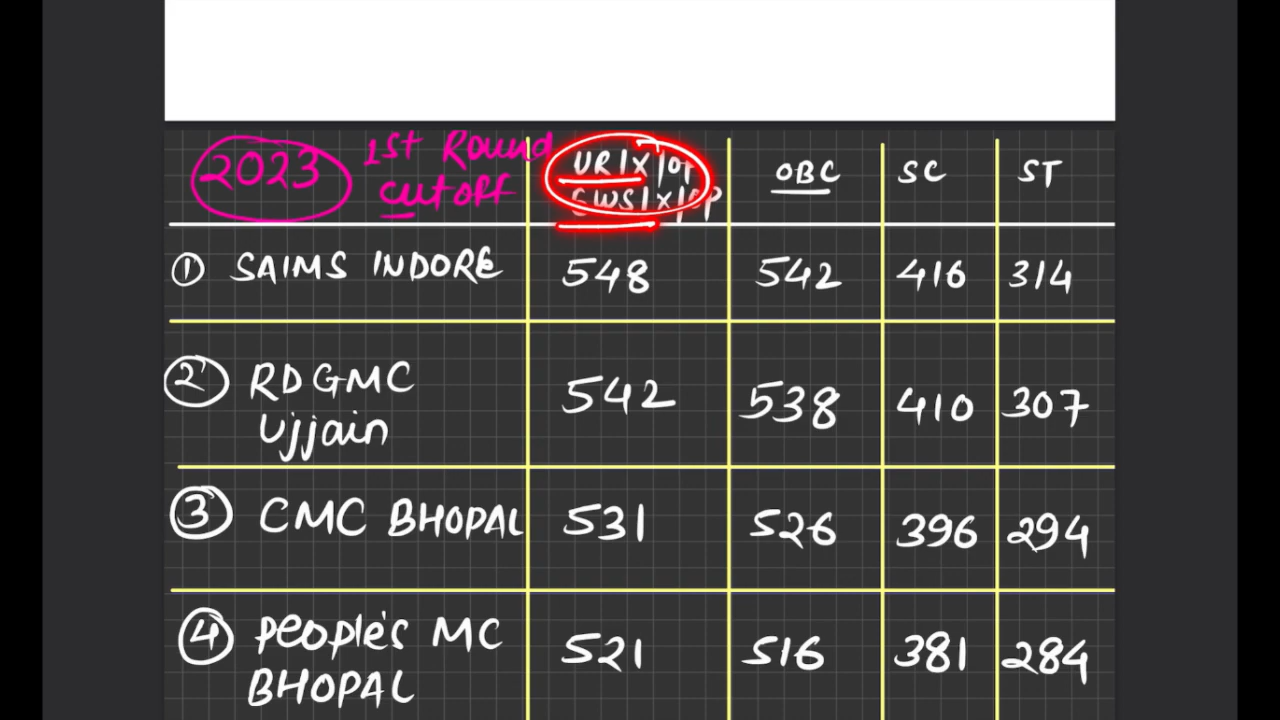 2023 1st Round cutoff
UR/X/OP
EWS/X/OP
OBC SC ST
① SAIMS INDORE 548 542 416 314
② RDGMC Ujjain 542 538 410 307
③ CMC BHOPAL 531 526 396 294
④ People's MC BHOPAL 521 516 381 284